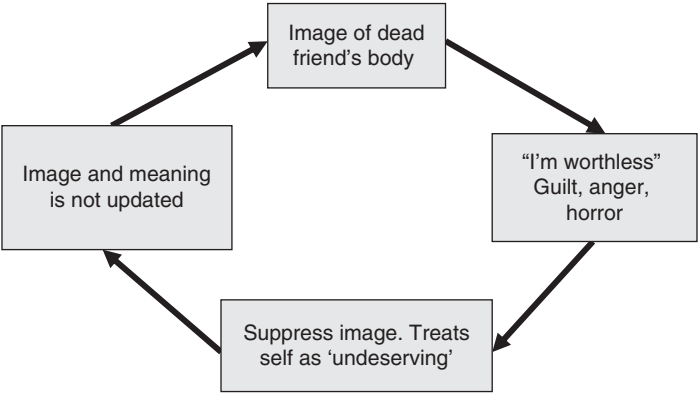 Image of dead
friend's body
"I'm worthless"
Guilt, anger,
horror
Suppress image. Treats
self as 'undeserving'
Image and meaning
is not updated